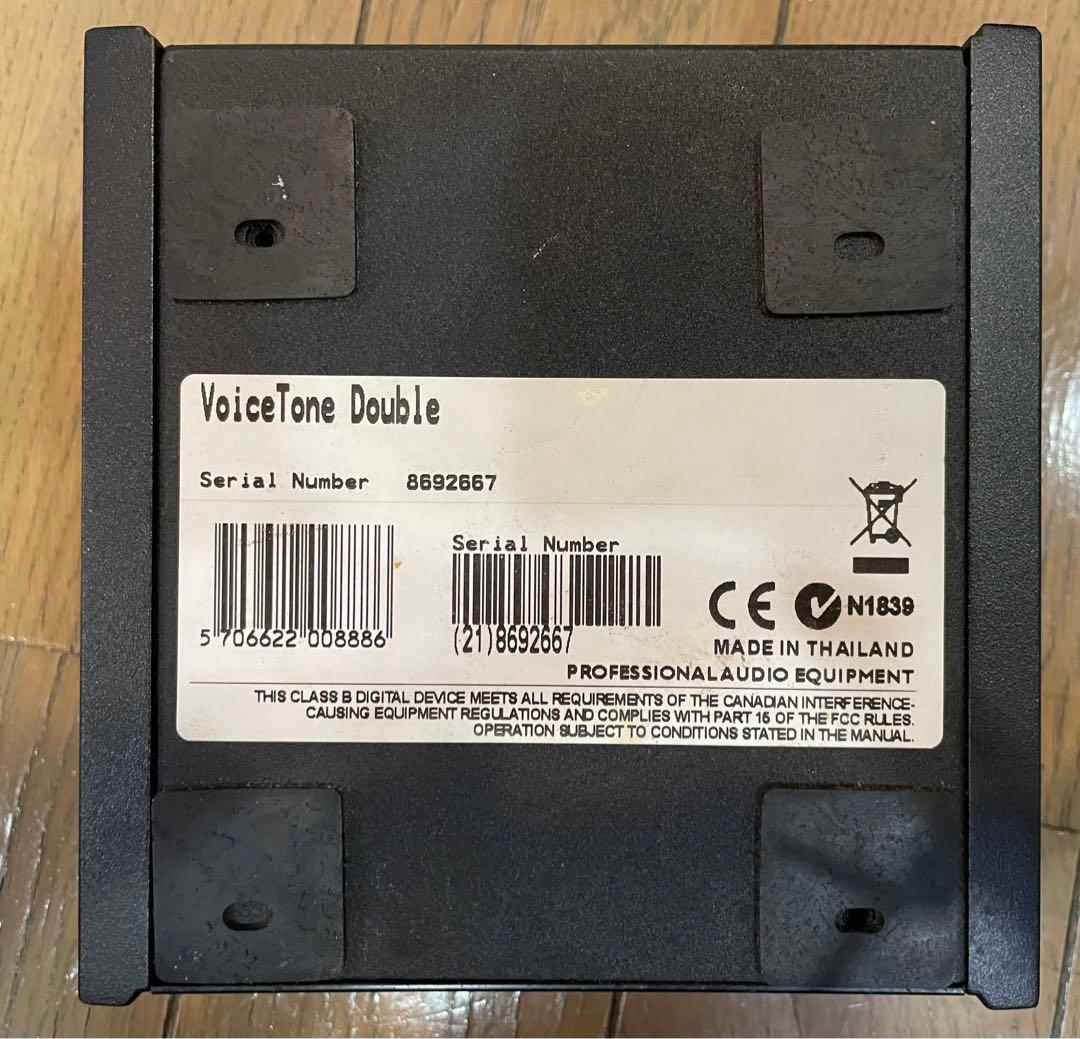 VoiceTone Double
Serial Number 8692667
Serial Number
5 706622 008886
(21)8692667
CE N1839
MADE IN THAILAND
PROFESSIONAL AUDIO EQUIPMENT
THIS CLASS B DIGITAL DEVICE MEETS ALL REQUIREMENTS OF THE CANADIAN INTERFERENCE-
CAUSING EQUIPMENT REGULATIONS AND COMPLIES WITH PART 15 OF THE FCC RULES.
OPERATION SUBJECT TO CONDITIONS STATED IN THE MANUAL.